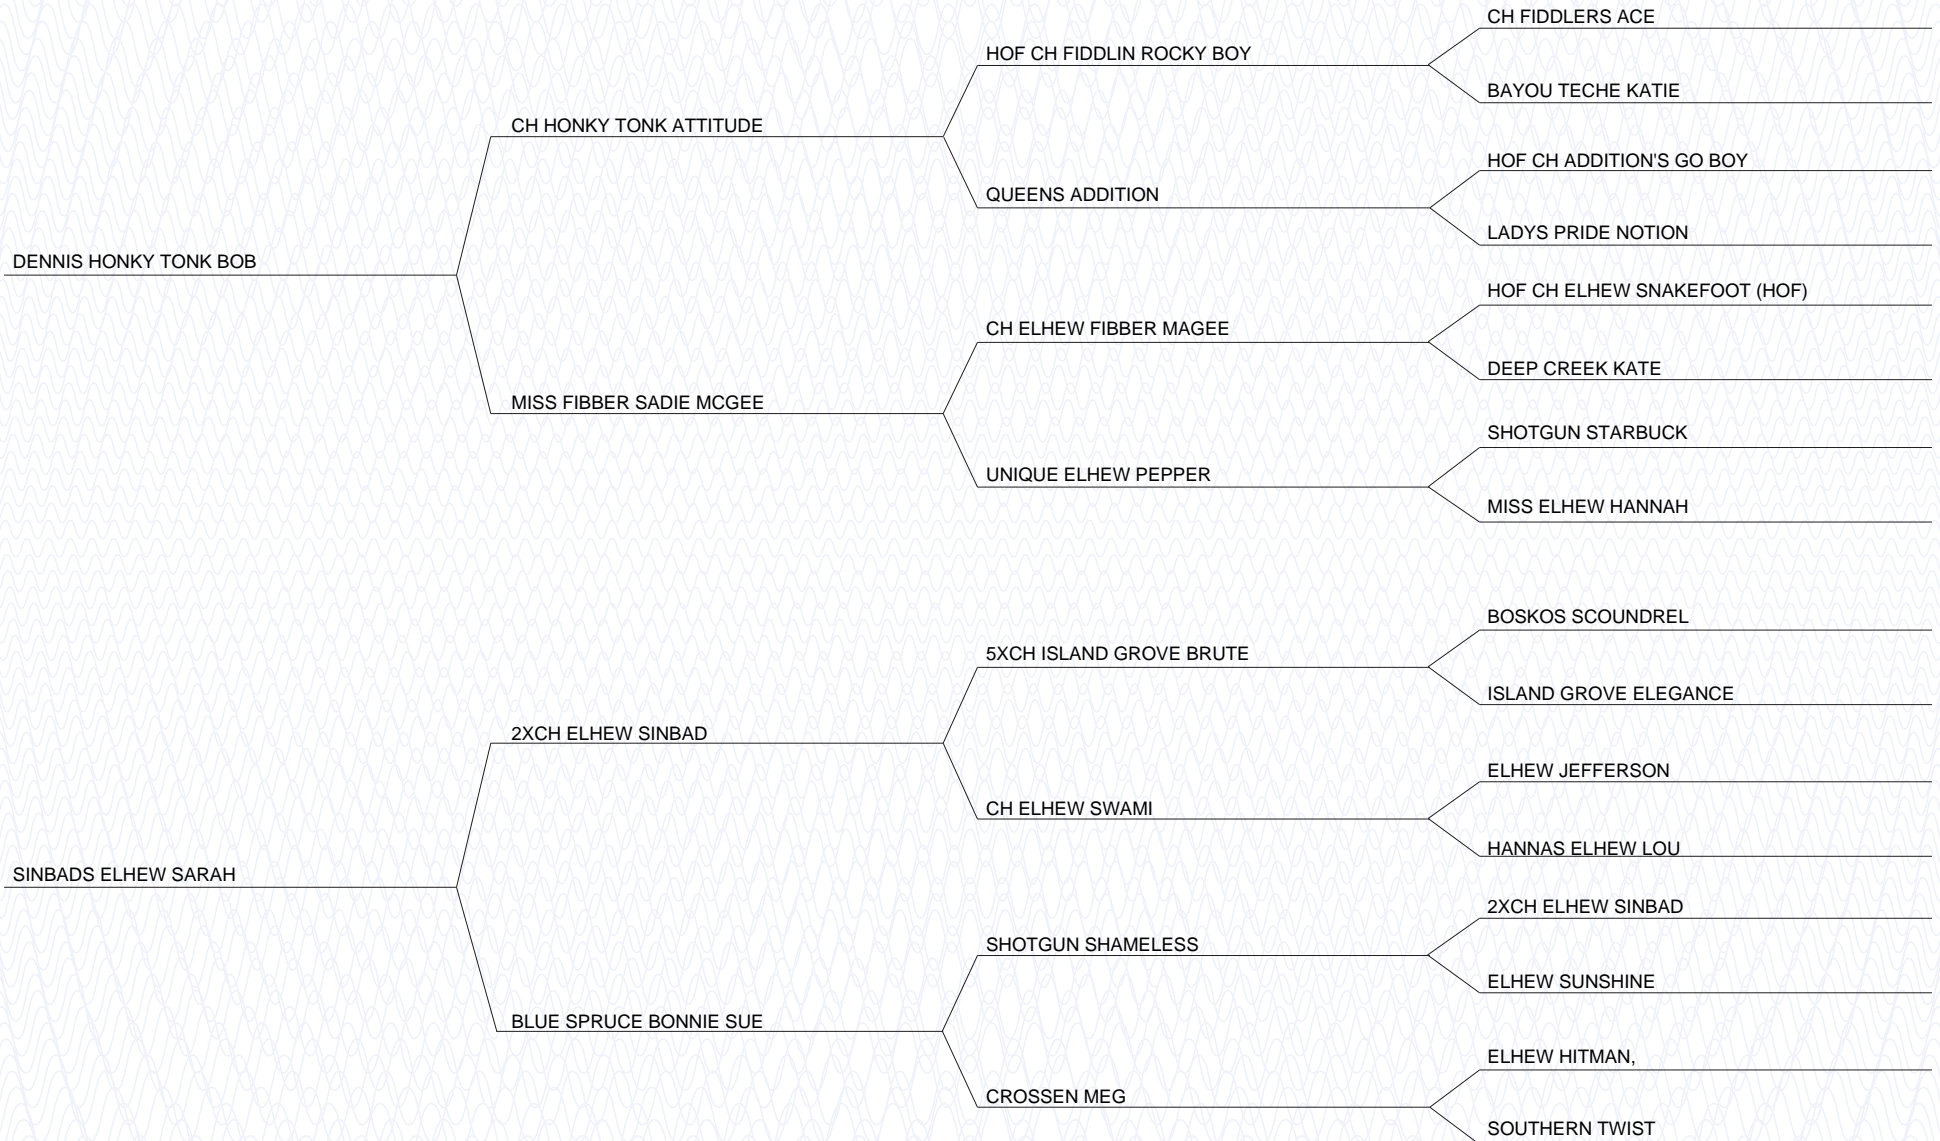 CH FIDDLERS ACE
HOF CH FIDDLIN ROCKY BOY
BAYOU TECHE KATIE
CH HONKY TONK ATTITUDE
HOF CH ADDITION'S GO BOY
QUEENS ADDITION
LADYS PRIDE NOTION
DENNIS HONKY TONK BOB
HOF CH ELHEW SNAKEFOOT (HOF)
CH ELHEW FIBBER MAGEE
DEEP CREEK KATE
MISS FIBBER SADIE MCGEE
SHOTGUN STARBUCK
UNIQUE ELHEW PEPPER
MISS ELHEW HANNAH
BOSKOS SCOUNDREL
5XCH ISLAND GROVE BRUTE
ISLAND GROVE ELEGANCE
2XCH ELHEW SINBAD
ELHEW JEFFERSON
CH ELHEW SWAMI
HANNAS ELHEW LOU
SINBADS ELHEW SARAH
2XCH ELHEW SINBAD
SHOTGUN SHAMELESS
ELHEW SUNSHINE
BLUE SPRUCE BONNIE SUE
ELHEW HITMAN,
CROSSEN MEG
SOUTHERN TWIST